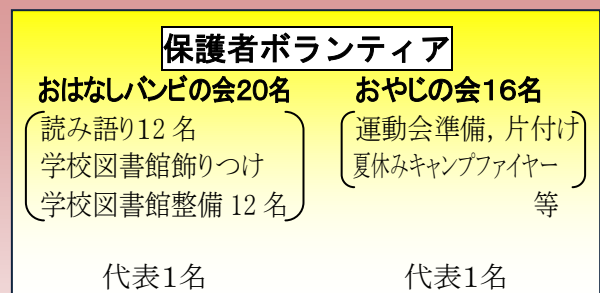 保護者ボランティア
おはなしバンビの会20名
読み語り12名
学校図書館飾りつけ
学校図書館整備12名
代表1名
おやじの会16名
運動会準備，片付け
夏休みキャンプファイヤー
等
代表1名